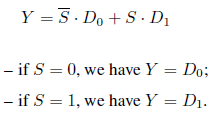 Y = S̅ · D₀ + S · D₁
– if S = 0, we have Y = D₀;
– if S = 1, we have Y = D₁.